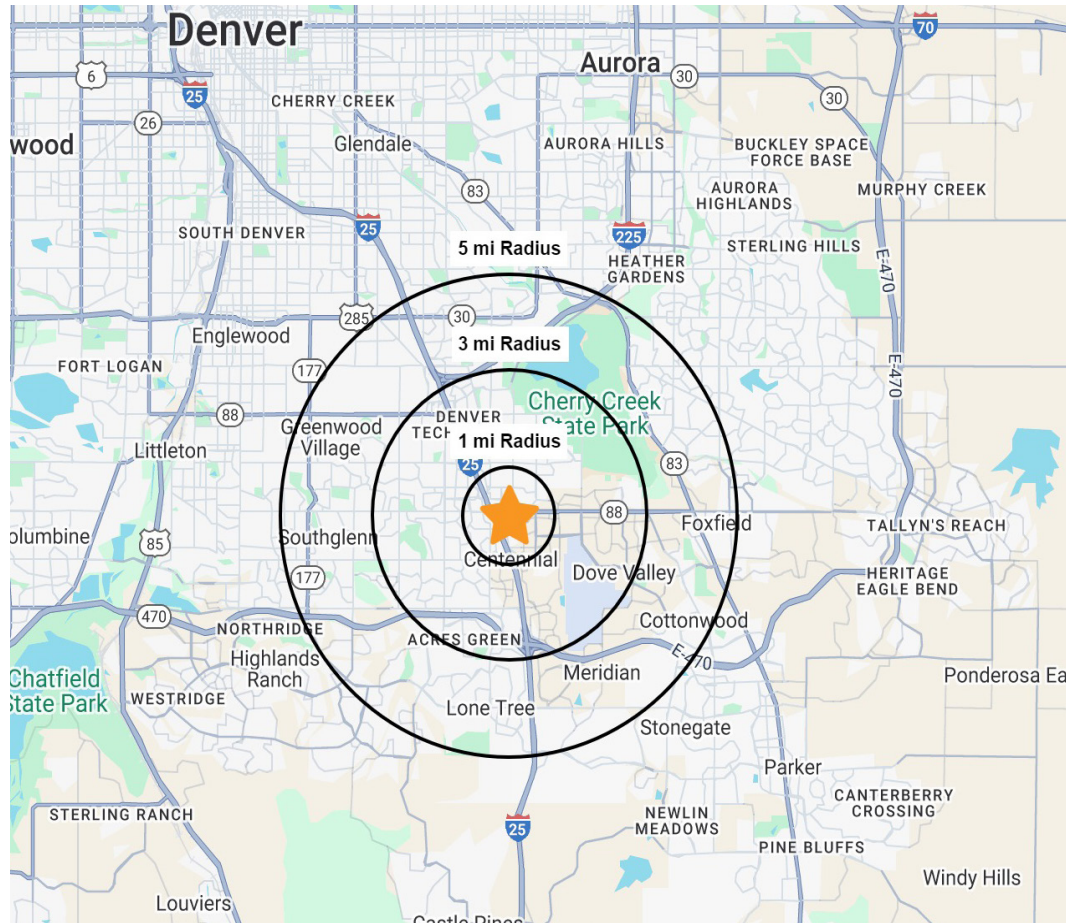 Denver
70
Aurora
6
30
25
CHERRY CREEK
30
26
wood
Glendale
AURORA HILLS
BUCKLEY SPACE
FORCE BASE
83
AURORA
HIGHLANDS
MURPHY CREEK
25
SOUTH DENVER
225
5 mi Radius
STERLING HILLS
HEATHER
GARDENS
E-470
285
30
Englewood
3 mi Radius
FORT LOGAN
177
E-470
Cherry Creek
State Park
88
DENVER
TECH
Greenwood
Village
1 mi Radius
Littleton
25
83
88
Foxfield
TALLYN'S REACH
olumbine
85
Southglenn
Centennial
Dove Valley
177
HERITAGE
EAGLE BEND
470
NORTHRIDGE
ACRES GREEN
Cottonwood
E-470
Highlands
Ranch
Meridian
Chatfield
State Park
Ponderosa Ea
WESTRIDGE
Lone Tree
Stonegate
Parker
STERLING RANCH
CANTERBERRY
CROSSING
NEWLIN
MEADOWS
25
PINE BLUFFS
Windy Hills
Louviers
Castle Pines